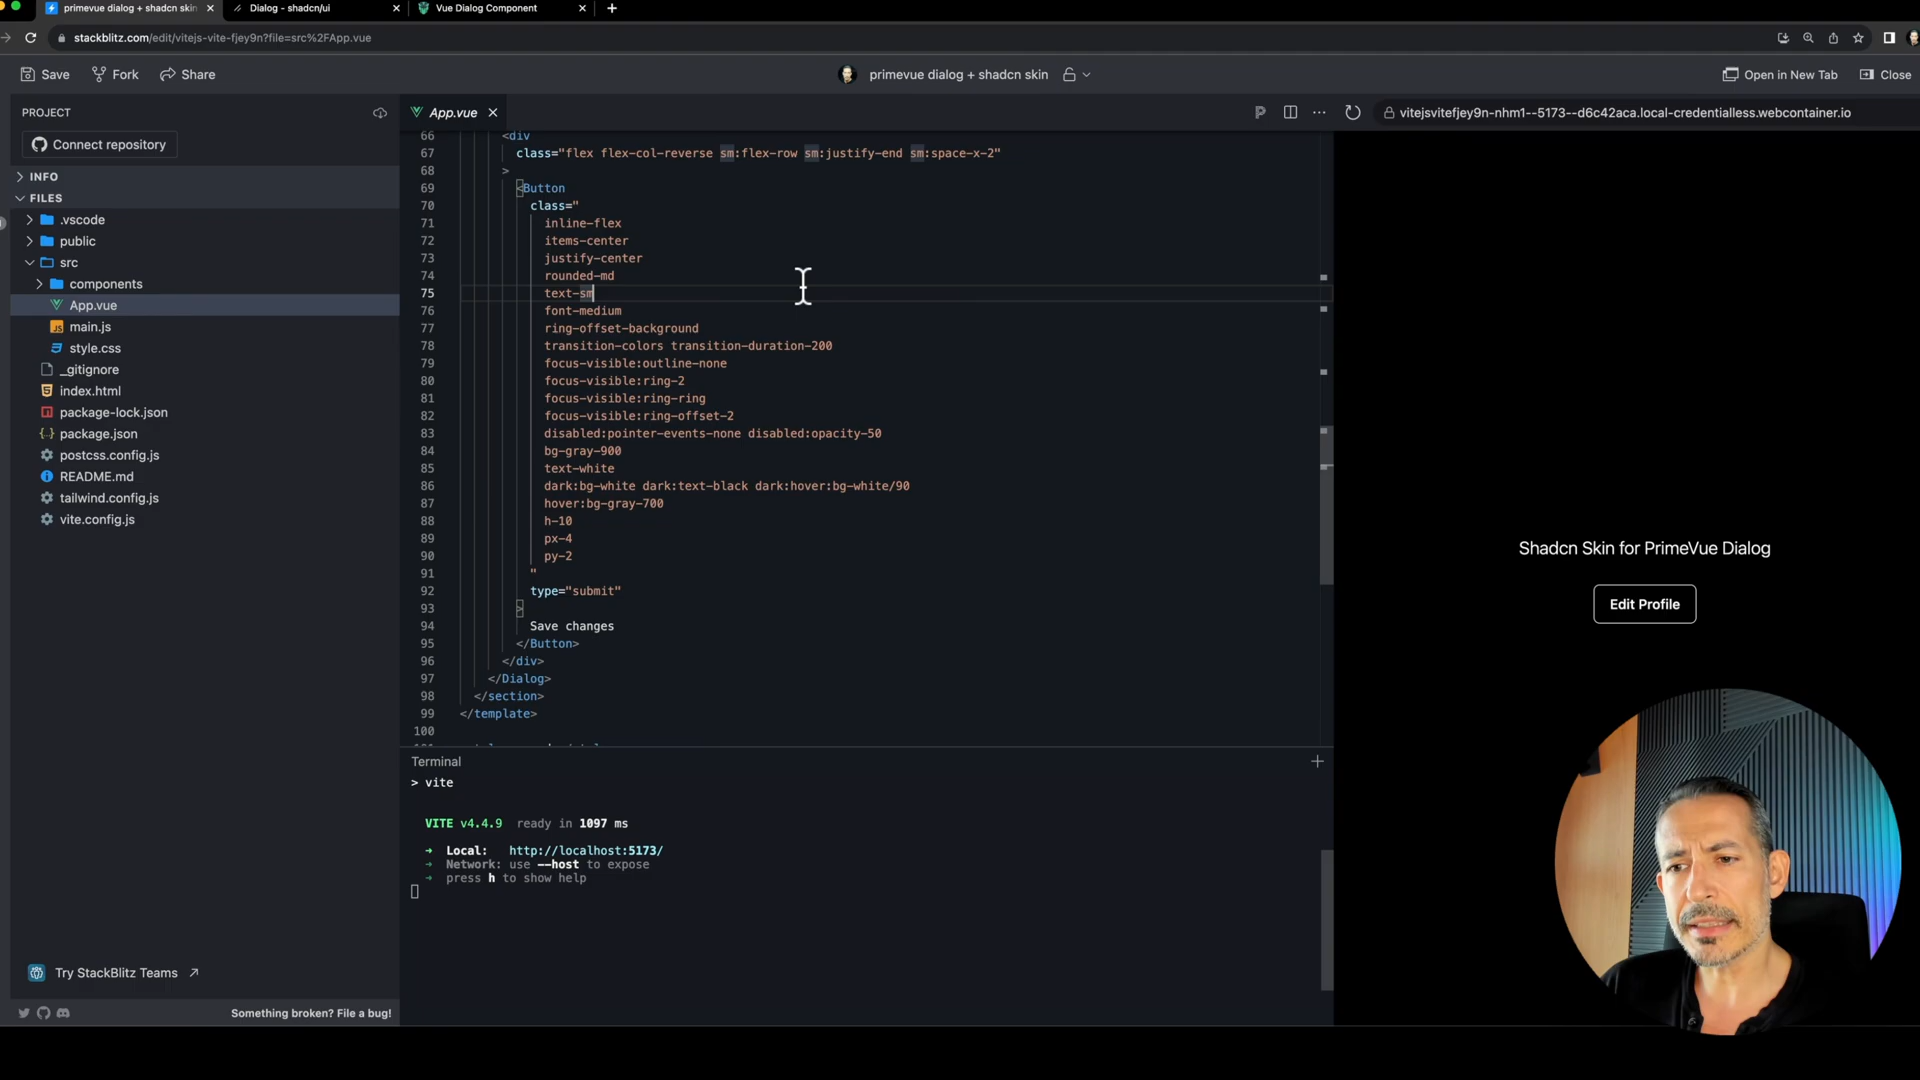 primevue dialog + shadcn skin
Dialog - shadcn/ui
Vue Dialog Component
stackblitz.com/edit/vitejs-vite-fjey9n?file=src%2FApp.vue
Save
Fork
Share
primevue dialog + shadcn skin
Open in New Tab
Close
PROJECT
Connect repository
INFO
FILES
.vscode
public
src
components
App.vue
main.js
style.css
_gitignore
index.html
package-lock.json
package.json
postcss.config.js
README.md
tailwind.config.js
vite.config.js
Try StackBlitz Teams
Something broken? File a bug!
App.vue
66 <div
67 class="flex flex-col-reverse sm:flex-row sm:justify-end sm:space-x-2"
68 >
69 <Button
70 class="
71 inline-flex
72 items-center
73 justify-center
74 rounded-md
75 text-sm
76 font-medium
77 ring-offset-background
78 transition-colors transition-duration-200
79 focus-visible:outline-none
80 focus-visible:ring-2
81 focus-visible:ring-ring
82 focus-visible:ring-offset-2
83 disabled:pointer-events-none disabled:opacity-50
84 bg-gray-900
85 text-white
86 dark:bg-white dark:text-black dark:hover:bg-white/90
87 hover:bg-gray-700
88 h-10
89 px-4
90 py-2
91 "
92 type="submit"
93 >
94 Save changes
95 </Button>
96 </div>
97 </Dialog>
98 </section>
99 </template>
100
Terminal
> vite
VITE v4.4.9 ready in 1097 ms
➜ Local: http://localhost:5173/
➜ Network: use --host to expose
➜ press h to show help
vitejsvitefjey9n-nhm1--5173--d6c42aca.local-credentialless.webcontainer.io
Shadcn Skin for PrimeVue Dialog
Edit Profile